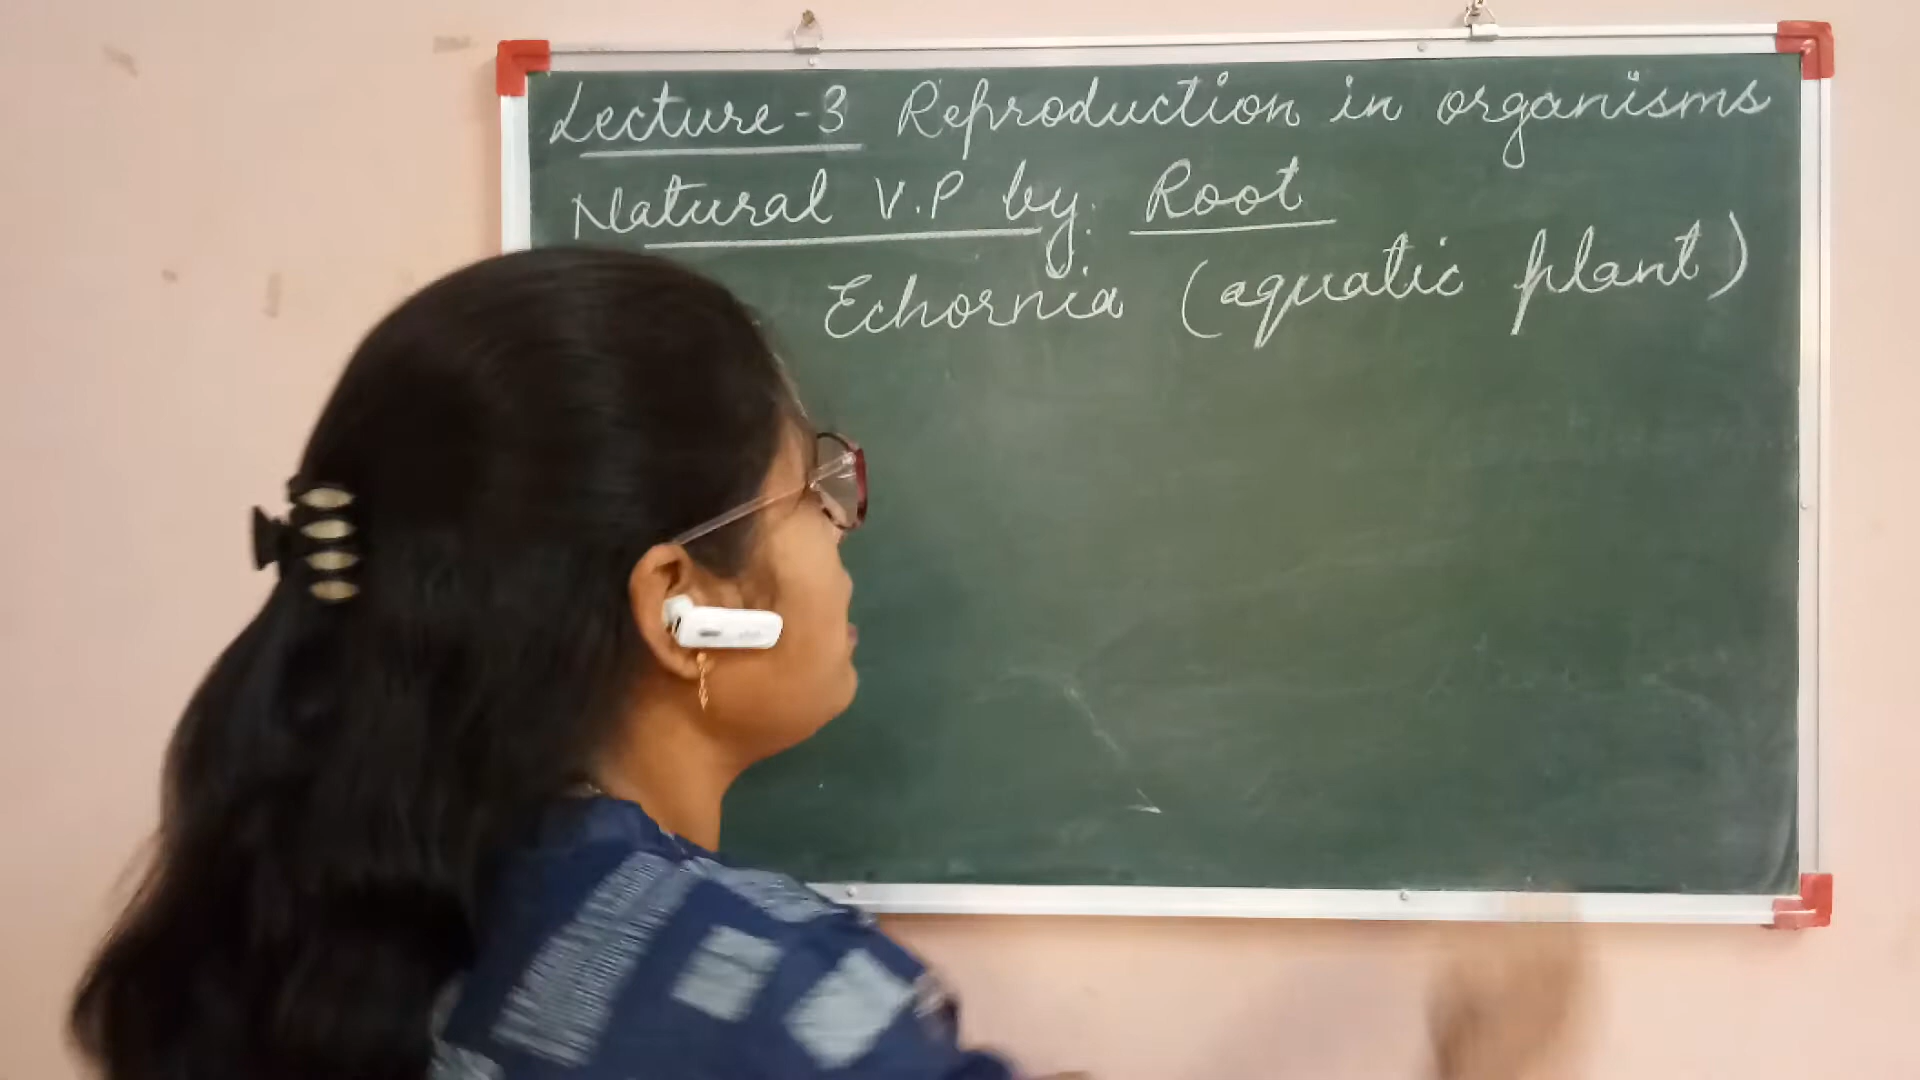 Lecture-3 Reproduction in organisms
Natural V.P by. Root
Echornia (aquatic plant)